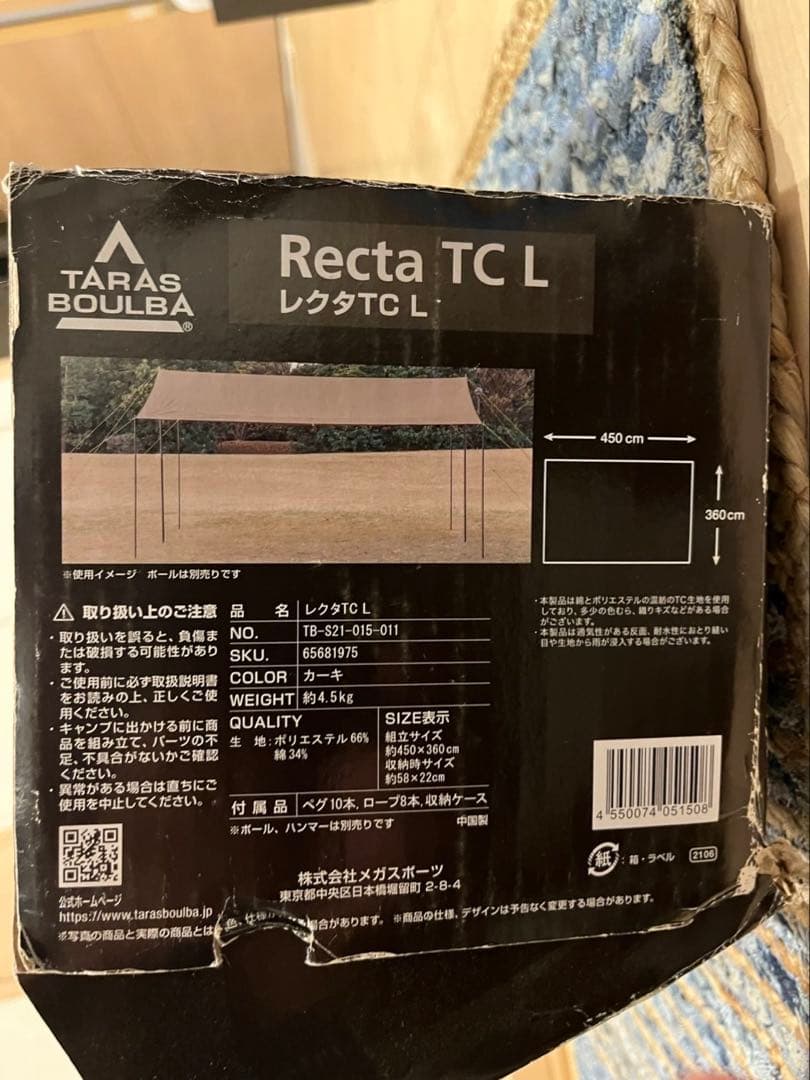 TARAS
BOULBA
®
Recta TC L
レクタTC L
450cm
360cm
※使用イメージ ポールは別売りです
・本製品は綿とポリエステルの混紡のTC生地を使用
しており、多少の色むら、織りキズなどがある場合
がございます。
・本製品は通気性がある反面、耐水性におとり縫い
目や生地から雨が浸入する場合がございます。
取り扱い上のご注意
・取り扱いを誤ると、負傷ま
たは破損する可能性があり
ます。
・ご使用前に必ず取扱説明書
をお読みの上、正しくご使
用ください。
・キャンプに出かける前に商
品を組み立て、パーツの不
足、不具合がないかご確認
ください。
・異常がある場合は直ちにご
使用を中止してください。
品名 レクタTC L
NO. TB-S21-015-011
SKU. 65681975
COLOR カーキ
WEIGHT 約4.5kg
QUALITY
生地:ポリエステル66%
綿34%
SIZE表示
組立サイズ
約450×360cm
収納時サイズ
約58×22cm
付属品 ペグ10本, ロープ8本, 収納ケース
※ポール、ハンマーは別売りです 中国製
4 550074 051508
紙 : 箱・ラベル 2106
株式会社メガスポーツ
東京都中央区日本橋堀留町 2-8-4
公式ホームページ
https://www.tarasboulba.jp
※写真の商品と実際の商品とは 場合があります。 ※商品の仕様、デザインは予告なく変更する場合があります。